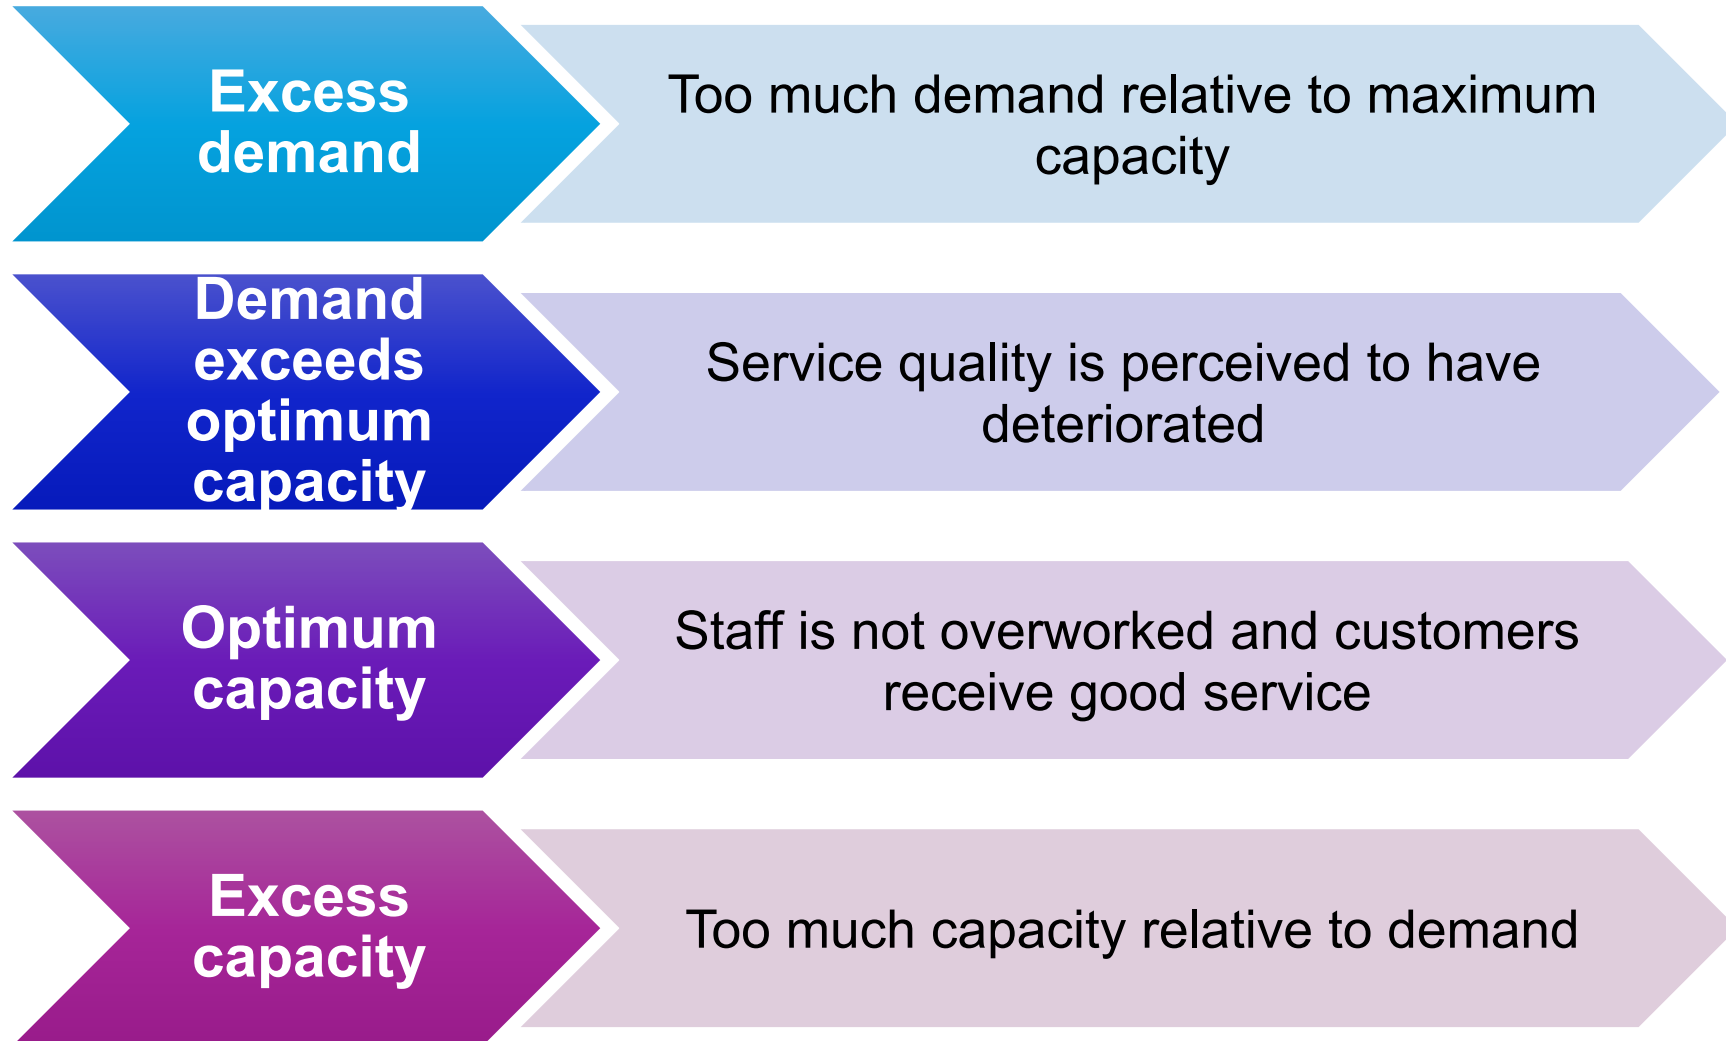 Excess
demand
Too much demand relative to maximum
capacity
Demand
exceeds
optimum
capacity
Service quality is perceived to have
deteriorated
Optimum
capacity
Staff is not overworked and customers
receive good service
Excess
capacity
Too much capacity relative to demand